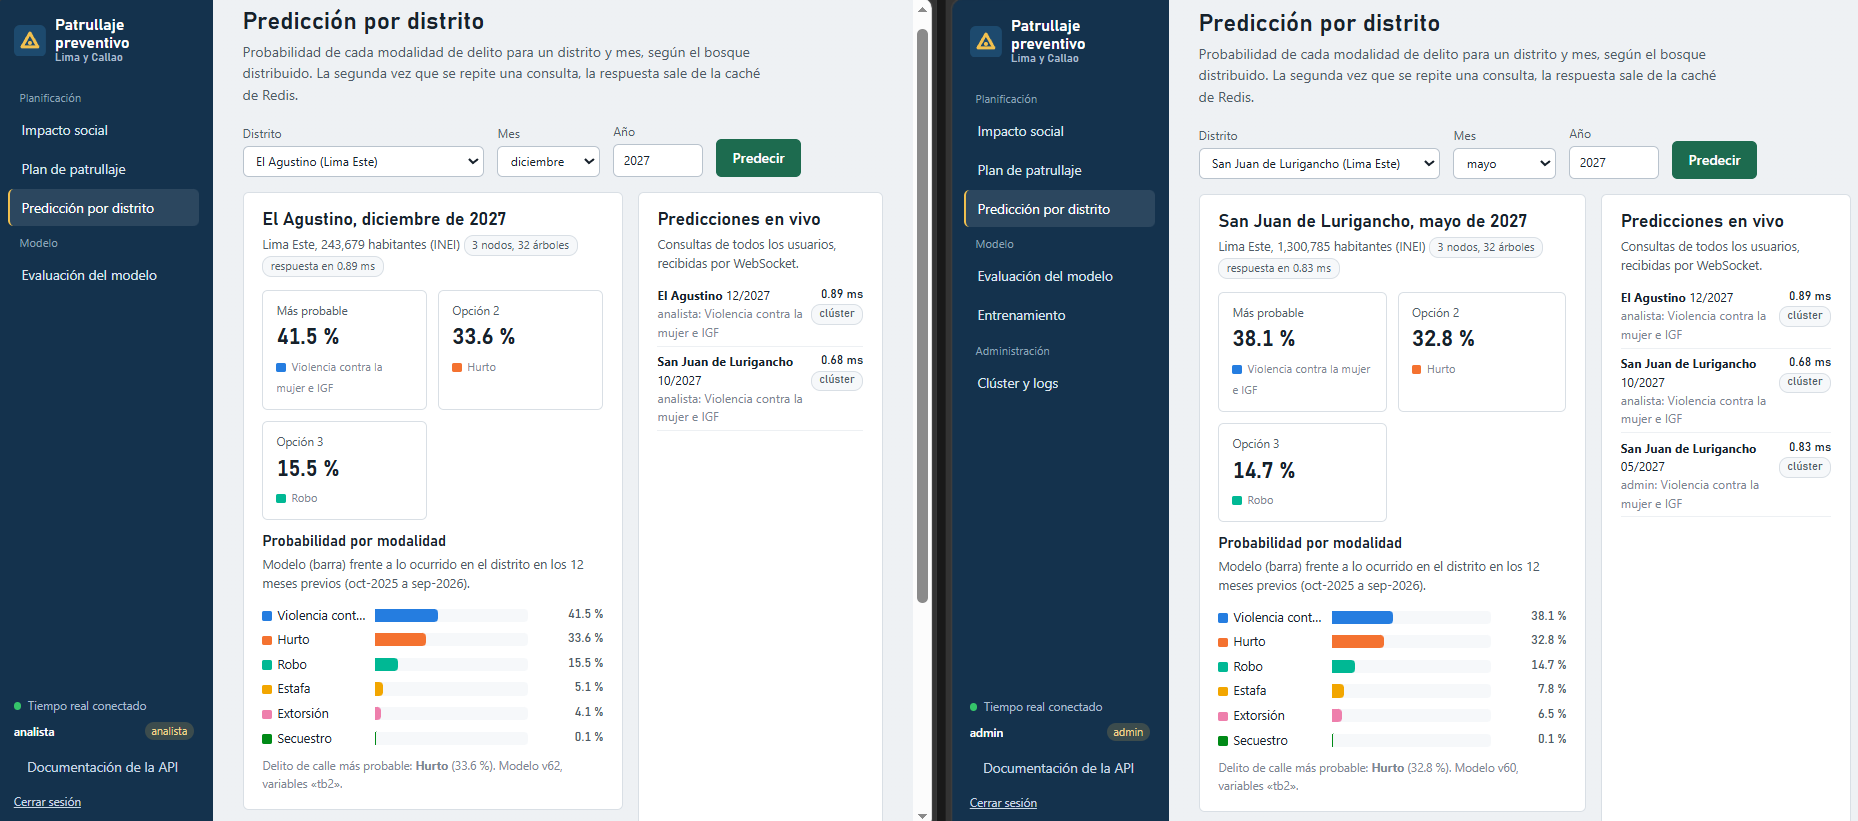 Patrullaje
preventivo
Lima y Callao
Planificación
Impacto social
Plan de patrullaje
Predicción por distrito
Modelo
Evaluación del modelo
Tiempo real conectado
analista analista
Documentación de la API
Cerrar sesión
Predicción por distrito
Probabilidad de cada modalidad de delito para un distrito y mes, según el bosque
distribuido. La segunda vez que se repite una consulta, la respuesta sale de la caché
de Redis.
Distrito Mes Año
El Agustino (Lima Este) diciembre 2027 Predecir
El Agustino, diciembre de 2027
Lima Este, 243,679 habitantes (INEI) 3 nodos, 32 árboles
respuesta en 0.89 ms
Más probable
41.5 %
Violencia contra la
mujer e IGF
Opción 2
33.6 %
Hurto
Opción 3
15.5 %
Robo
Probabilidad por modalidad
Modelo (barra) frente a lo ocurrido en el distrito en los 12
meses previos (oct-2025 a sep-2026).
Violencia cont... 41.5 %
Hurto 33.6 %
Robo 15.5 %
Estafa 5.1 %
Extorsión 4.1 %
Secuestro 0.1 %
Delito de calle más probable: Hurto (33.6 %). Modelo v62,
variables «tb2».
Predicciones en vivo
Consultas de todos los usuarios,
recibidas por WebSocket.
El Agustino 12/2027 0.89 ms
analista: Violencia contra la clúster
mujer e IGF
San Juan de Lurigancho 0.68 ms
10/2027 clúster
analista: Violencia contra la
mujer e IGF
Patrullaje
preventivo
Lima y Callao
Planificación
Impacto social
Plan de patrullaje
Predicción por distrito
Modelo
Evaluación del modelo
Entrenamiento
Administración
Clúster y logs
Tiempo real conectado
admin admin
Documentación de la API
Cerrar sesión
Predicción por distrito
Probabilidad de cada modalidad de delito para un distrito y mes, según el bosque
distribuido. La segunda vez que se repite una consulta, la respuesta sale de la caché
de Redis.
Distrito Mes Año
San Juan de Lurigancho (Lima Este) mayo 2027 Predecir
San Juan de Lurigancho, mayo de 2027
Lima Este, 1,300,785 habitantes (INEI) 3 nodos, 32 árboles
respuesta en 0.83 ms
Más probable
38.1 %
Violencia contra la mujer
e IGF
Opción 2
32.8 %
Hurto
Opción 3
14.7 %
Robo
Probabilidad por modalidad
Modelo (barra) frente a lo ocurrido en el distrito en los 12
meses previos (oct-2025 a sep-2026).
Violencia cont... 38.1 %
Hurto 32.8 %
Robo 14.7 %
Estafa 7.8 %
Extorsión 6.5 %
Secuestro 0.1 %
Delito de calle más probable: Hurto (32.8 %). Modelo v60,
variables «tb2».
Predicciones en vivo
Consultas de todos los usuarios,
recibidas por WebSocket.
El Agustino 12/2027 0.89 ms
analista: Violencia contra la clúster
mujer e IGF
San Juan de Lurigancho 0.68 ms
10/2027 clúster
analista: Violencia contra la
mujer e IGF
San Juan de Lurigancho 0.83 ms
05/2027 clúster
admin: Violencia contra la
mujer e IGF